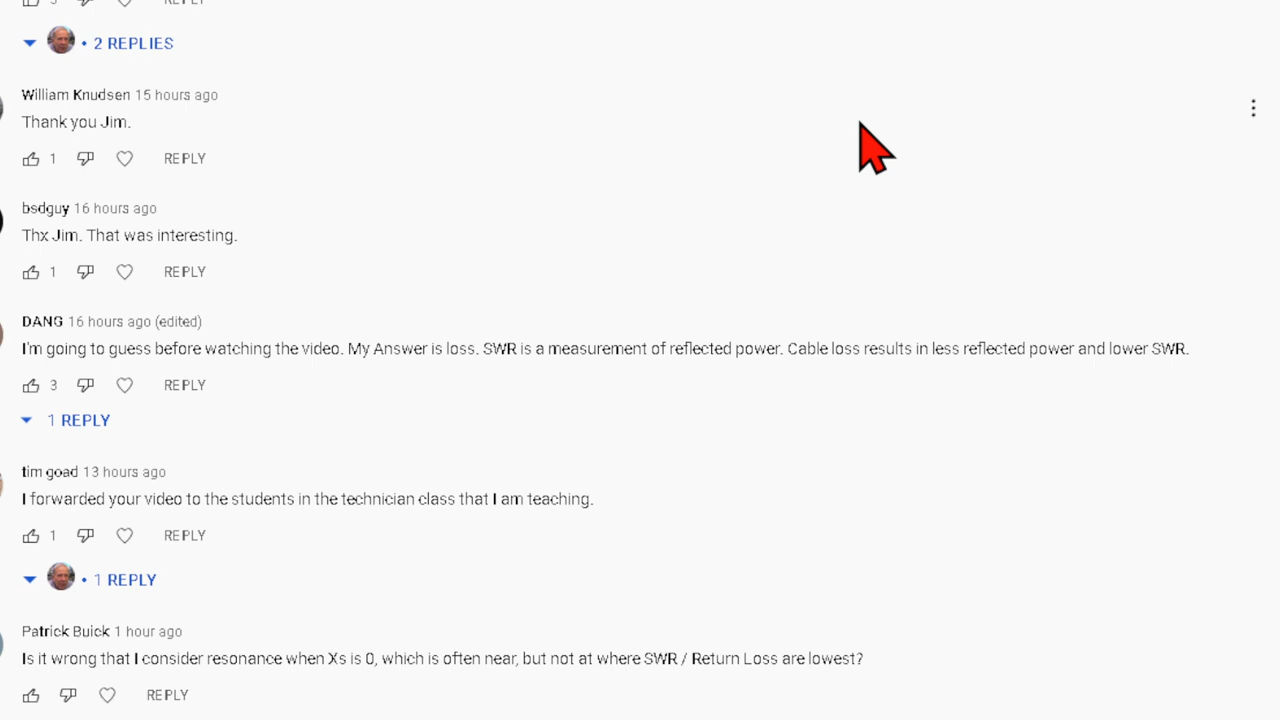 3 REPLY
• 2 REPLIES
William Knudsen 15 hours ago
Thank you Jim.
1 REPLY
bsdguy 16 hours ago
Thx Jim. That was interesting.
1 REPLY
DANG 16 hours ago (edited)
I'm going to guess before watching the video. My Answer is loss. SWR is a measurement of reflected power. Cable loss results in less reflected power and lower SWR.
3 REPLY
1 REPLY
tim goad 13 hours ago
I forwarded your video to the students in the technician class that I am teaching.
1 REPLY
• 1 REPLY
Patrick Buick 1 hour ago
Is it wrong that I consider resonance when Xs is 0, which is often near, but not at where SWR / Return Loss are lowest?
REPLY